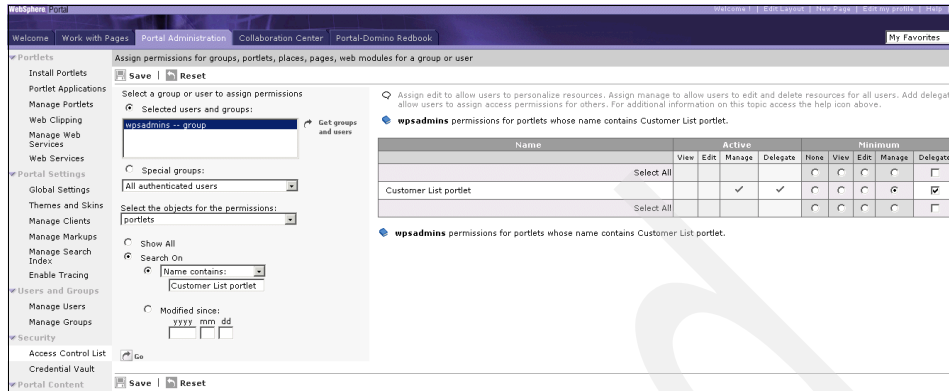 WebSphere Portal
Welcome ! | Edit Layout | New Page | Edit my profile | Help
Welcome Work with Pages Portal Administration Collaboration Center Portal-Domino Redbook My Favorites
Portlets
Install Portlets
Portlet Applications
Manage Portlets
Web Clipping
Manage Web
Services
Web Services
Portal Settings
Global Settings
Themes and Skins
Manage Clients
Manage Markups
Manage Search
Index
Enable Tracing
Users and Groups
Manage Users
Manage Groups
Security
Access Control List
Credential Vault
Portal Content
Assign permissions for groups, portlets, places, pages, web modules for a group or user
Save | Reset
Select a group or user to assign permissions
Selected users and groups:
wpsadmins -- group
Get groups
and users
Special groups:
All authenticated users
Select the objects for the permissions:
portlets
Show All
Search On
Name contains:
Customer List portlet
Modified since:
yyyy mm dd
Go
Save | Reset
Assign edit to allow users to personalize resources. Assign manage to allow users to edit and delete resources for all users. Add delegat
allow users to assign access permissions for others. For additional information on this topic access the help icon above.
wpsadmins permissions for portlets whose name contains Customer List portlet.
Name Active Minimum
View Edit Manage Delegate None View Edit Manage Delegate
Select All
Customer List portlet
Select All
wpsadmins permissions for portlets whose name contains Customer List portlet.